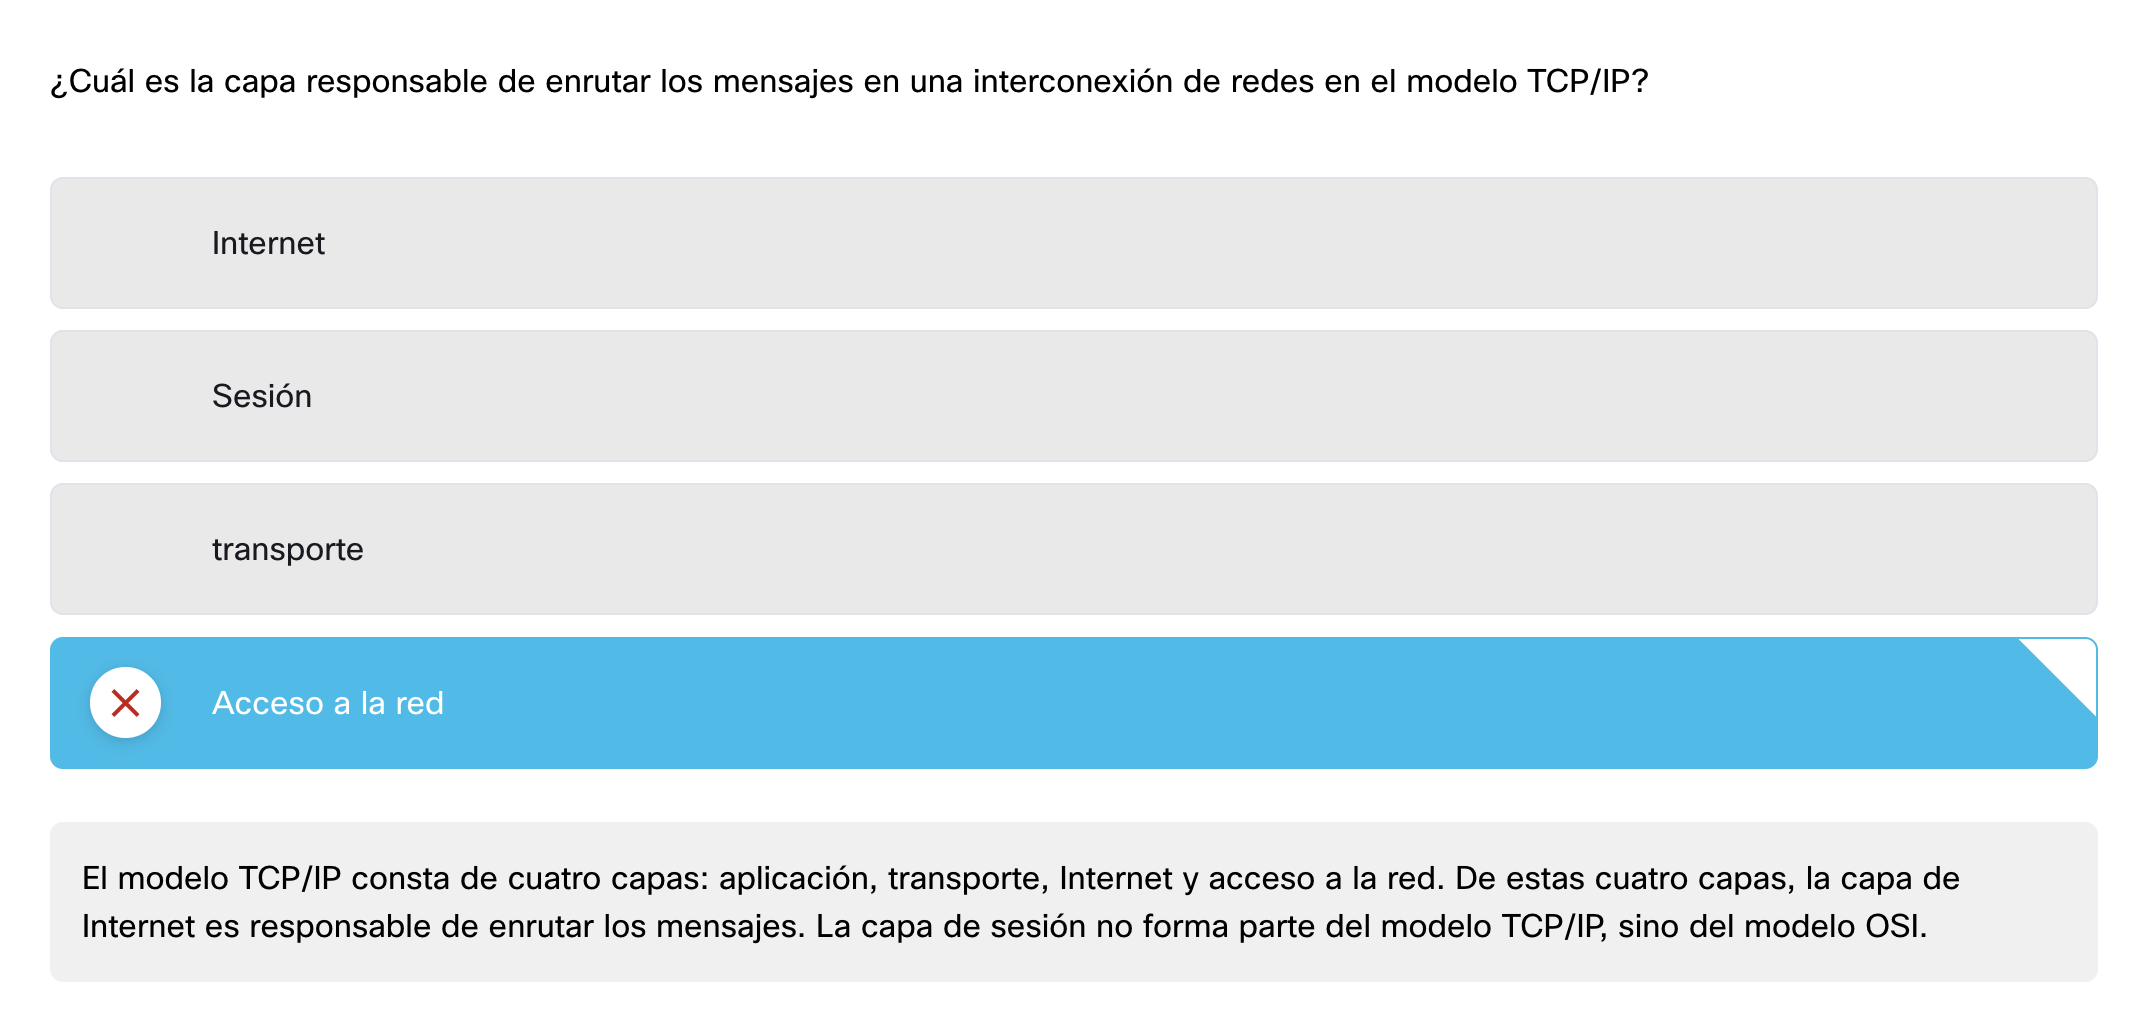 ¿Cuál es la capa responsable de enrutar los mensajes en una interconexión de redes en el modelo TCP/IP?
Internet
Sesión
transporte
Acceso a la red
El modelo TCP/IP consta de cuatro capas: aplicación, transporte, Internet y acceso a la red. De estas cuatro capas, la capa de
Internet es responsable de enrutar los mensajes. La capa de sesión no forma parte del modelo TCP/IP, sino del modelo OSI.